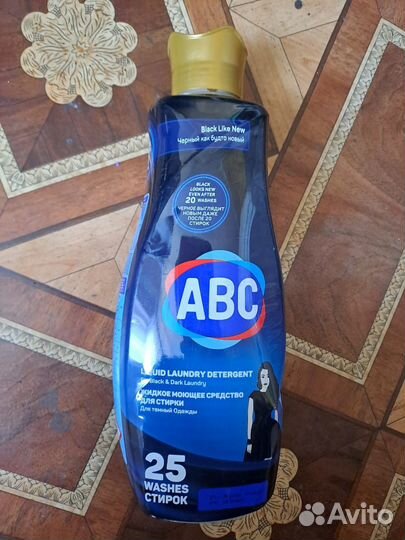 Black Like New
Черный как будто новый
BLACK
LOOKS NEW
EVEN AFTER
20 WASHES
ЧЕРНОЕ ВЫГЛЯДИТ
НОВЫМ ДАЖЕ
ПОСЛЕ 20
СТИРОК
ABC
LIQUID LAUNDRY DETERGENT
Black & Dark Laundry
ЖИДКОЕ МОЮЩЕЕ СРЕДСТВО
ДЛЯ СТИРКИ
Для темный Одежды
25
WASHES
СТИРОК
Avito